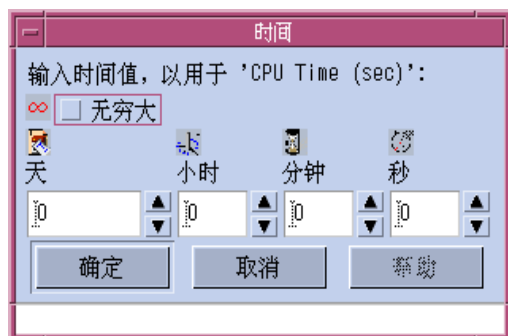 时间
输入时间值，以用于 'CPU Time (sec)':
∞ 无穷大
天 小时 分钟 秒
0 0 0 0
确定 取消 帮助